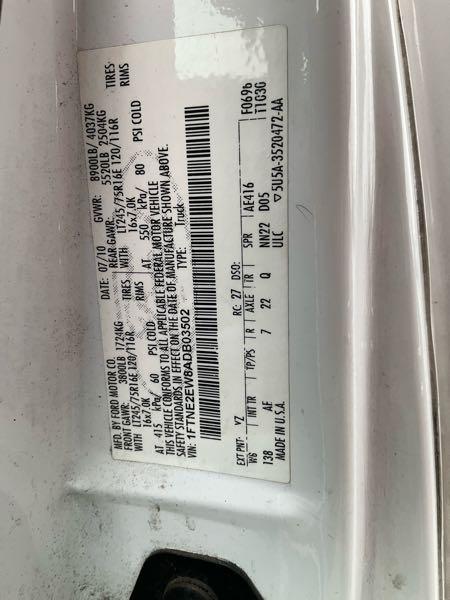 MFD. BY FORD MOTOR CO.
DATE: 07/10 GVWR: 8900LB/ 4037KG
FRONT GAWR: 3800LB 1724KG REAR GAWR: 5520LB 2504KG
WITH LT245/75R16E 120/116R TIRES WITH LT245/75R16E 120/116R TIRES
16x7.0K RIMS 16x7.0K RIMS
AT 415 kPa/ 60 PSI COLD AT 550 kPa/ 80 PSI COLD
THIS VEHICLE CONFORMS TO ALL APPLICABLE FEDERAL MOTOR VEHICLE
SAFETY STANDARDS IN EFFECT ON THE DATE OF MANUFACTURE SHOWN ABOVE.
VIN: 1FTNE2EW8ADB03502
TYPE: Truck
EXT PNT: YZ RC: 27 DSO: F0696
WB INT TR TP/PS R AXLE TR SPR AE416 T1G3G
138 AE 7 22 Q NN22 D05
MADE IN U.S.A. ULC ▽5U5A-3520472-AA